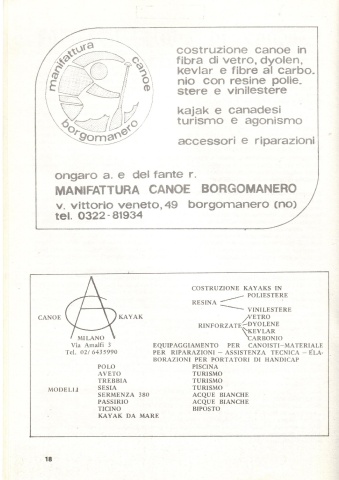 manifattura canoe
borgomanero
costruzione canoe in
fibra di vetro, dyolen,
kevlar e fibre al carbo.
nio con resine polie.
stere e vinilestere
kajak e canadesi
turismo e agonismo
accessori e riparazioni
ongaro a. e del fante r.
MANIFATTURA CANOE BORGOMANERO
v. vittorio veneto, 49 borgomanero (no)
tel. 0322-81934
COSTRUZIONE KAYAKS IN
POLIESTERE
RESINA
VINILESTERE
CANOE KAYAK
VETRO
RINFORZATE DYOLENE
KEVLAR
CARBONIO
MILANO
Via Amalfi 3
Tel. 02/6435990
EQUIPAGGIAMENTO PER CANOISTI-MATERIALE
PER RIPARAZIONI - ASSISTENZA TECNICA - ELA-
BORAZIONI PER PORTATORI DI HANDICAP
MODELLI
POLO PISCINA
AVETO TURISMO
TREBBIA TURISMO
SESIA TURISMO
SERMENZA 380 ACQUE BIANCHE
PASSIRIO ACQUE BIANCHE
TICINO BIPOSTO
KAYAK DA MARE
18